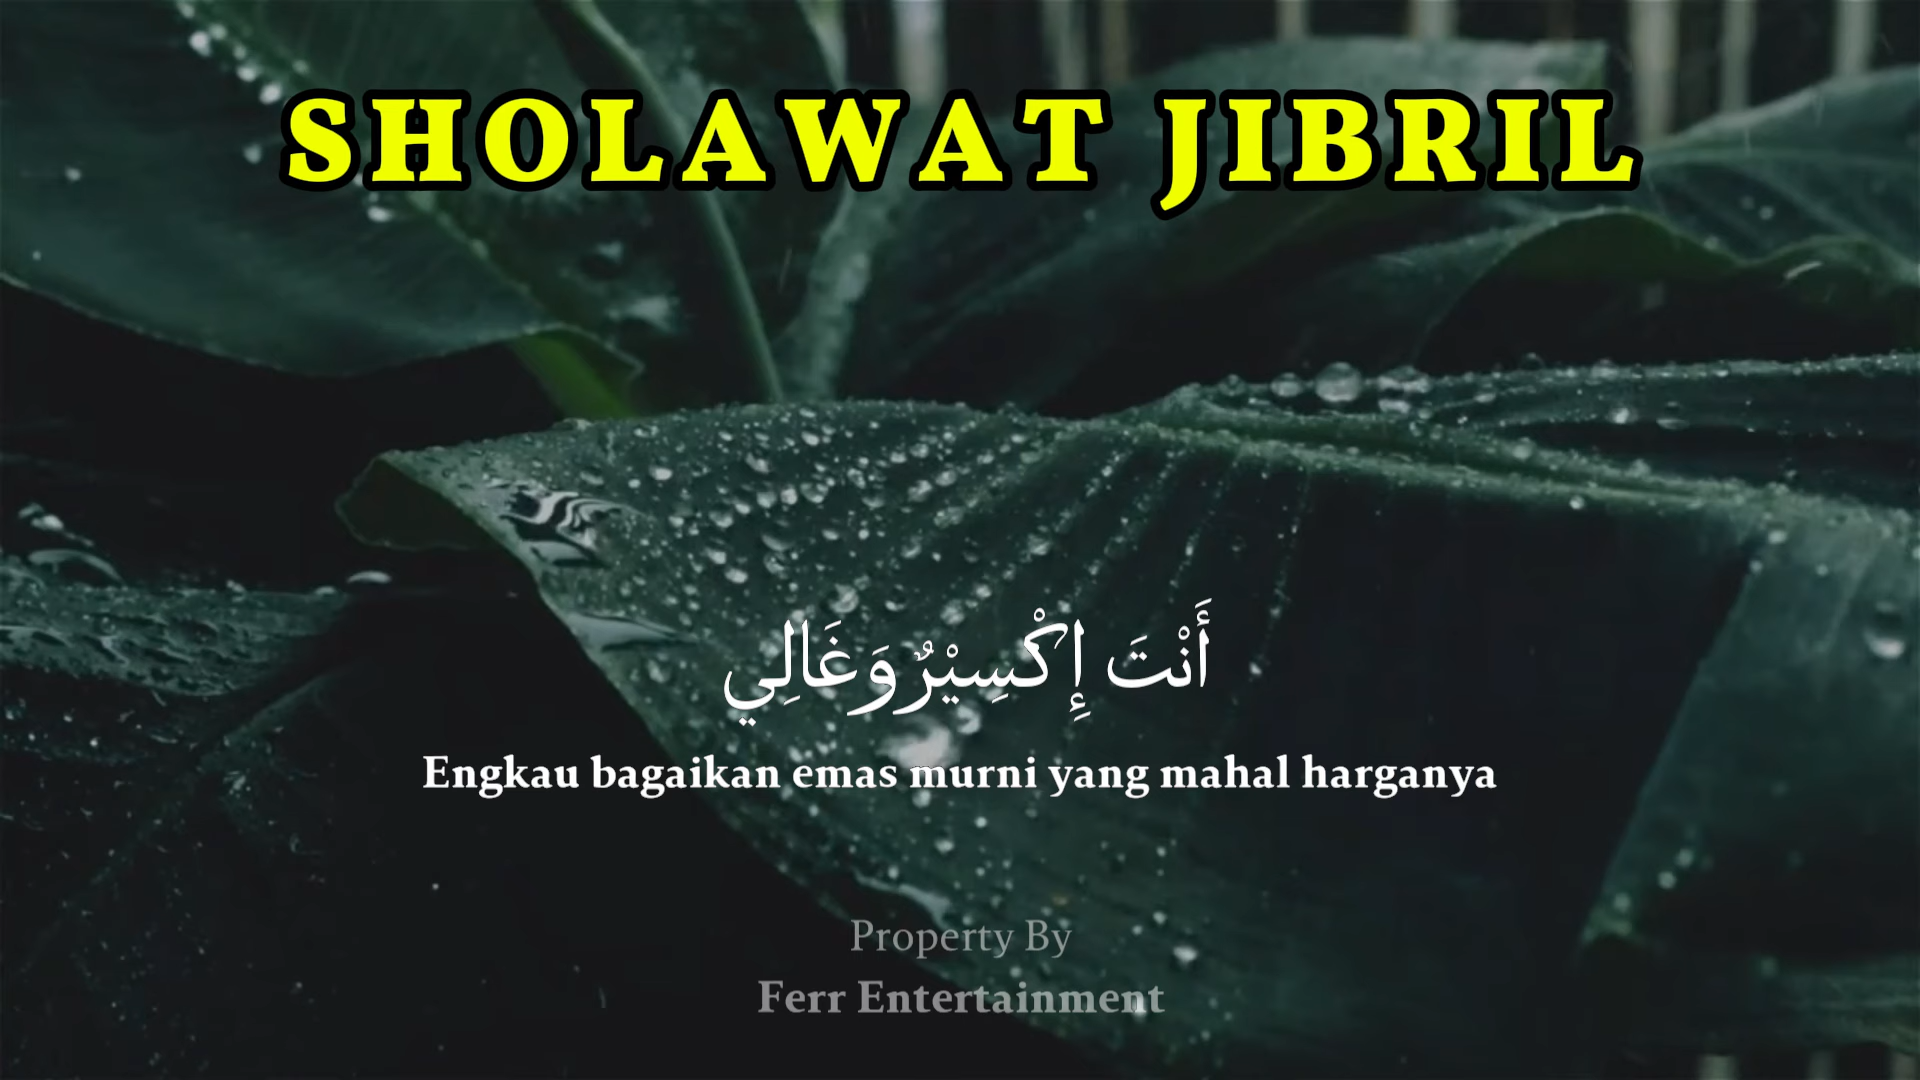 SHOLAWAT JIBRIL
أَنْتَ إِكْسِيْرٌ وَغَالِي
Engkau bagaikan emas murni yang mahal harganya
Property By
Ferr Entertainment